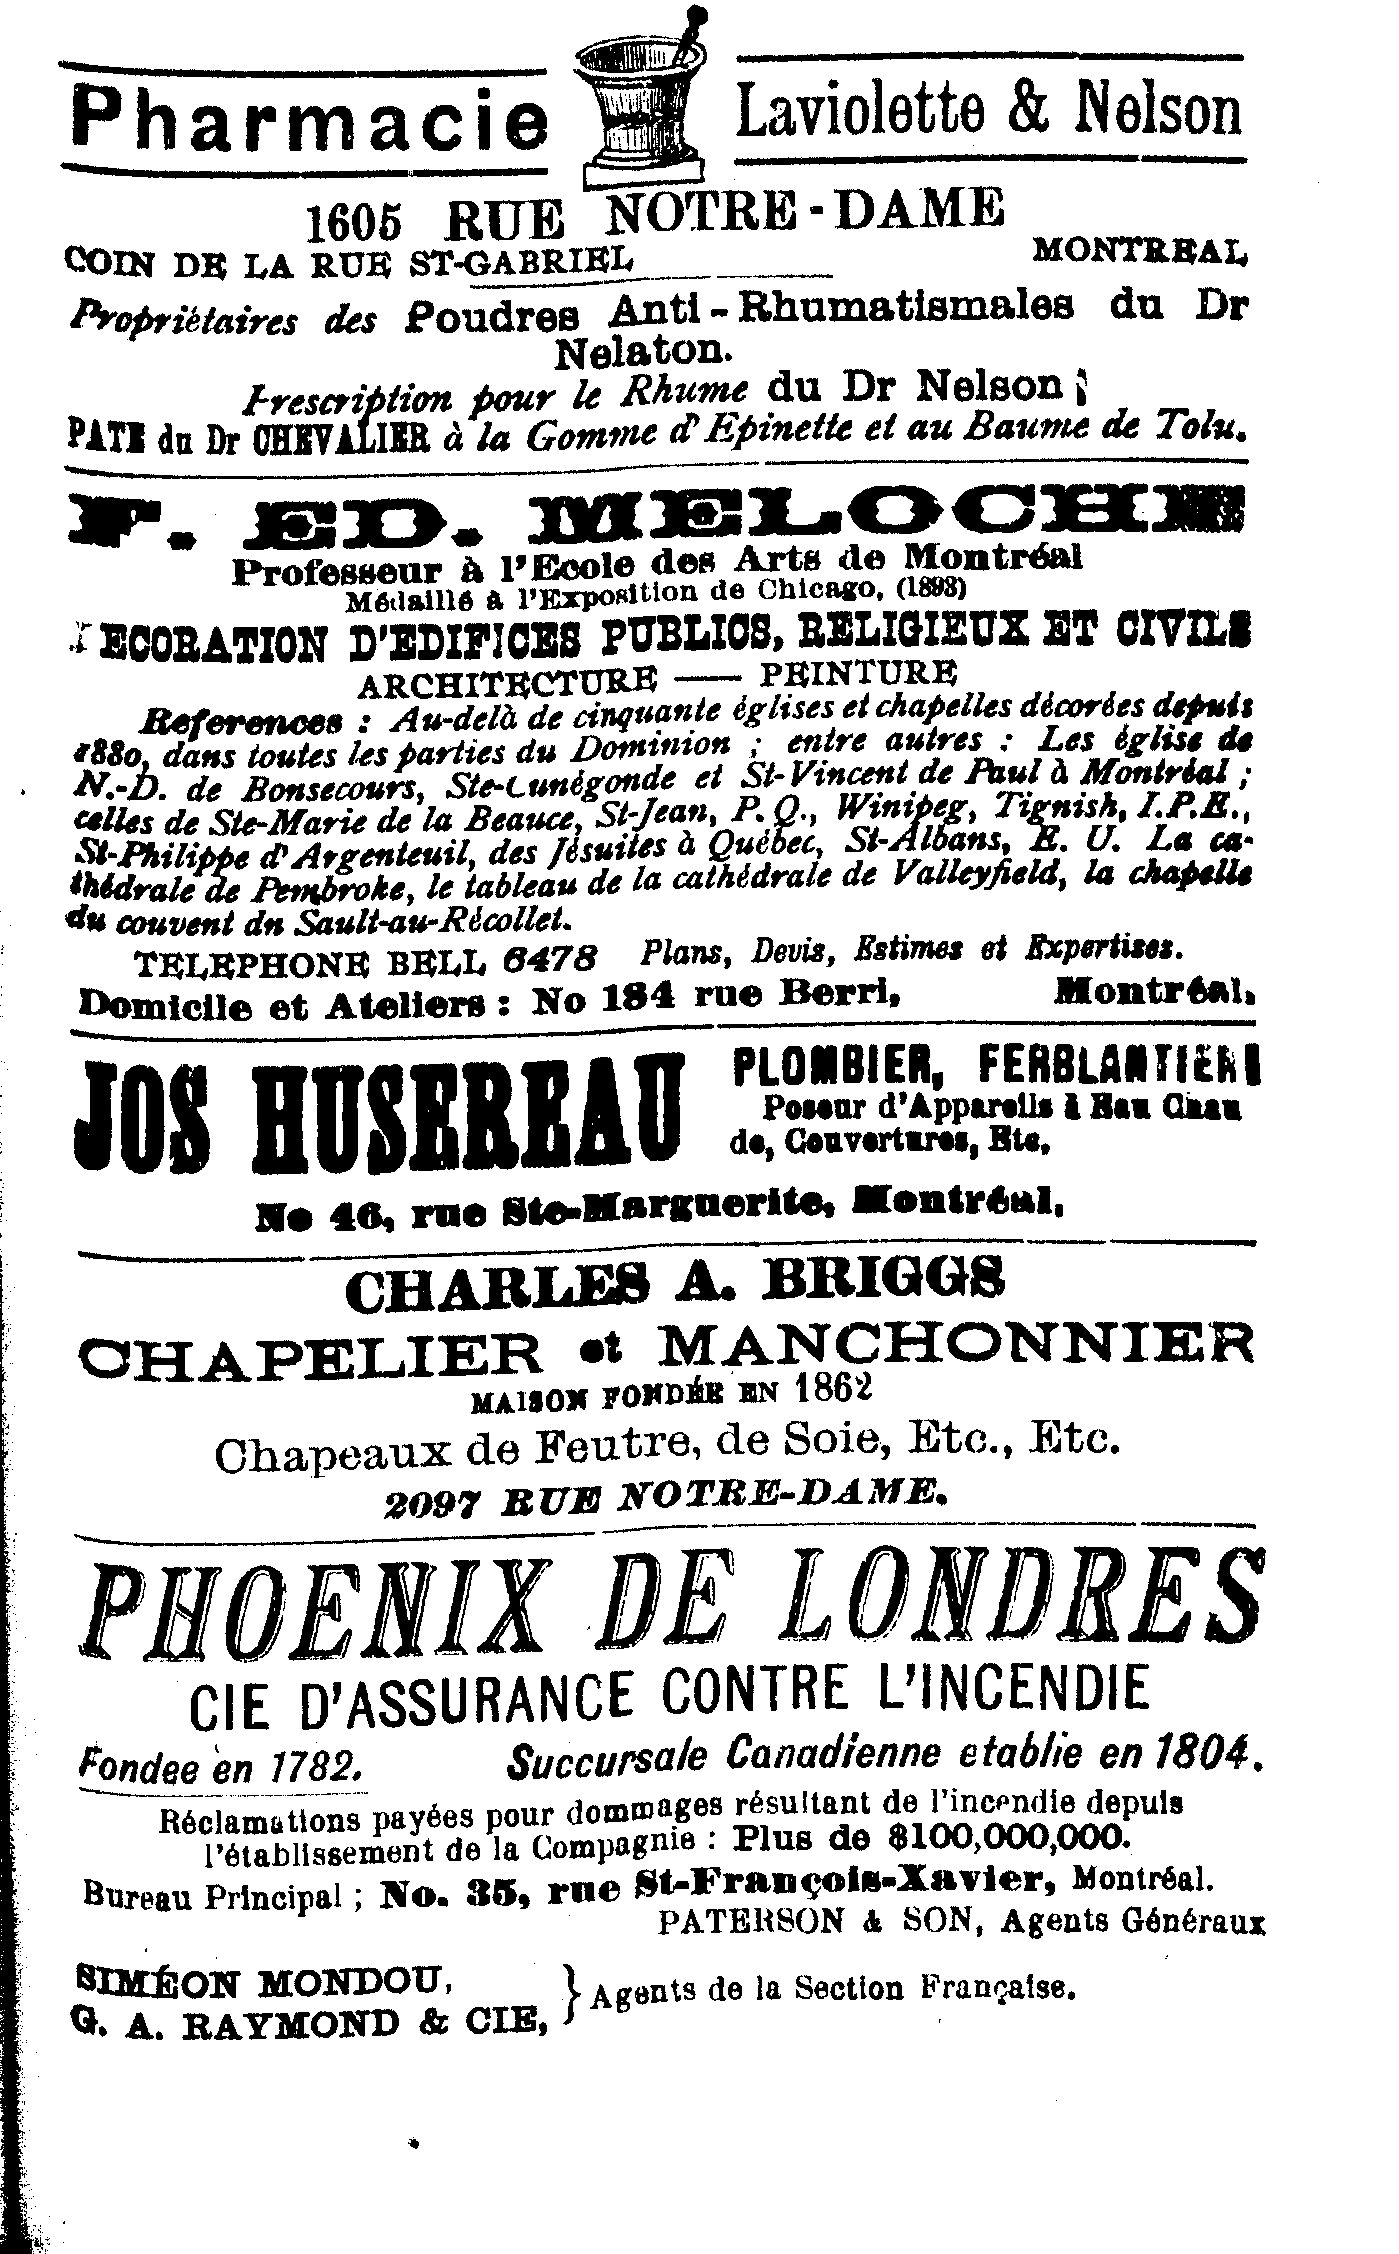 Pharmacie Laviolette & Nelson
1605 RUE NOTRE-DAME
COIN DE LA RUE ST-GABRIEL MONTREAL
Propriétaires des Poudres Anti-Rhumatismales du Dr
Nelaton.
Prescription pour le Rhume du Dr Nelson;
PATE du Dr CHEVALIER à la Gomme d'Epinette et au Baume de Tolu.
F. ED. MELOCHE
Professeur à l'Ecole des Arts de Montréal
Médaillé à l'Exposition de Chicago, (1893)
DECORATION D'EDIFICES PUBLICS, RELIGIEUX ET CIVILS
ARCHITECTURE — PEINTURE
References : Au-delà de cinquante églises et chapelles décorées depuis
1880, dans toutes les parties du Dominion ; entre autres : Les église de
N.-D. de Bonsecours, Ste-Cunégonde et St-Vincent de Paul à Montréal ;
celles de Ste-Marie de la Beauce, St-Jean, P. Q., Winipeg, Tignish, I.P.E.,
St-Philippe d'Argenteuil, des Jésuites à Québec, St-Albans, E. U. La ca-
thédrale de Pembroke, le tableau de la cathédrale de Valleyfield, la chapelle
du couvent dn Sault-au-Récollet.
TELEPHONE BELL 6478 Plans, Devis, Estimes et Expertises.
Domicile et Ateliers : No 184 rue Berri, Montréal.
JOS HUSEREAU PLOMBIER, FERBLANTIER
Poseur d'Appareils à Eau Chau
de, Couvertures, Etc,
No 46, rue Ste-Marguerite, Montréal.
CHARLES A. BRIGGS
CHAPELIER et MANCHONNIER
MAISON FONDÉE EN 1862
Chapeaux de Feutre, de Soie, Etc., Etc.
2097 RUE NOTRE-DAME.
PHOENIX DE LONDRES
CIE D'ASSURANCE CONTRE L'INCENDIE
Fondee en 1782. Succursale Canadienne etablie en 1804.
Réclamations payées pour dommages résultant de l'incendie depuis
l'établissement de la Compagnie : Plus de $100,000,000.
Bureau Principal ; No. 35, rue St-François-Xavier, Montréal.
PATERSON & SON, Agents Généraux
SIMÉON MONDOU,
G. A. RAYMOND & CIE, } Agents de la Section Française.